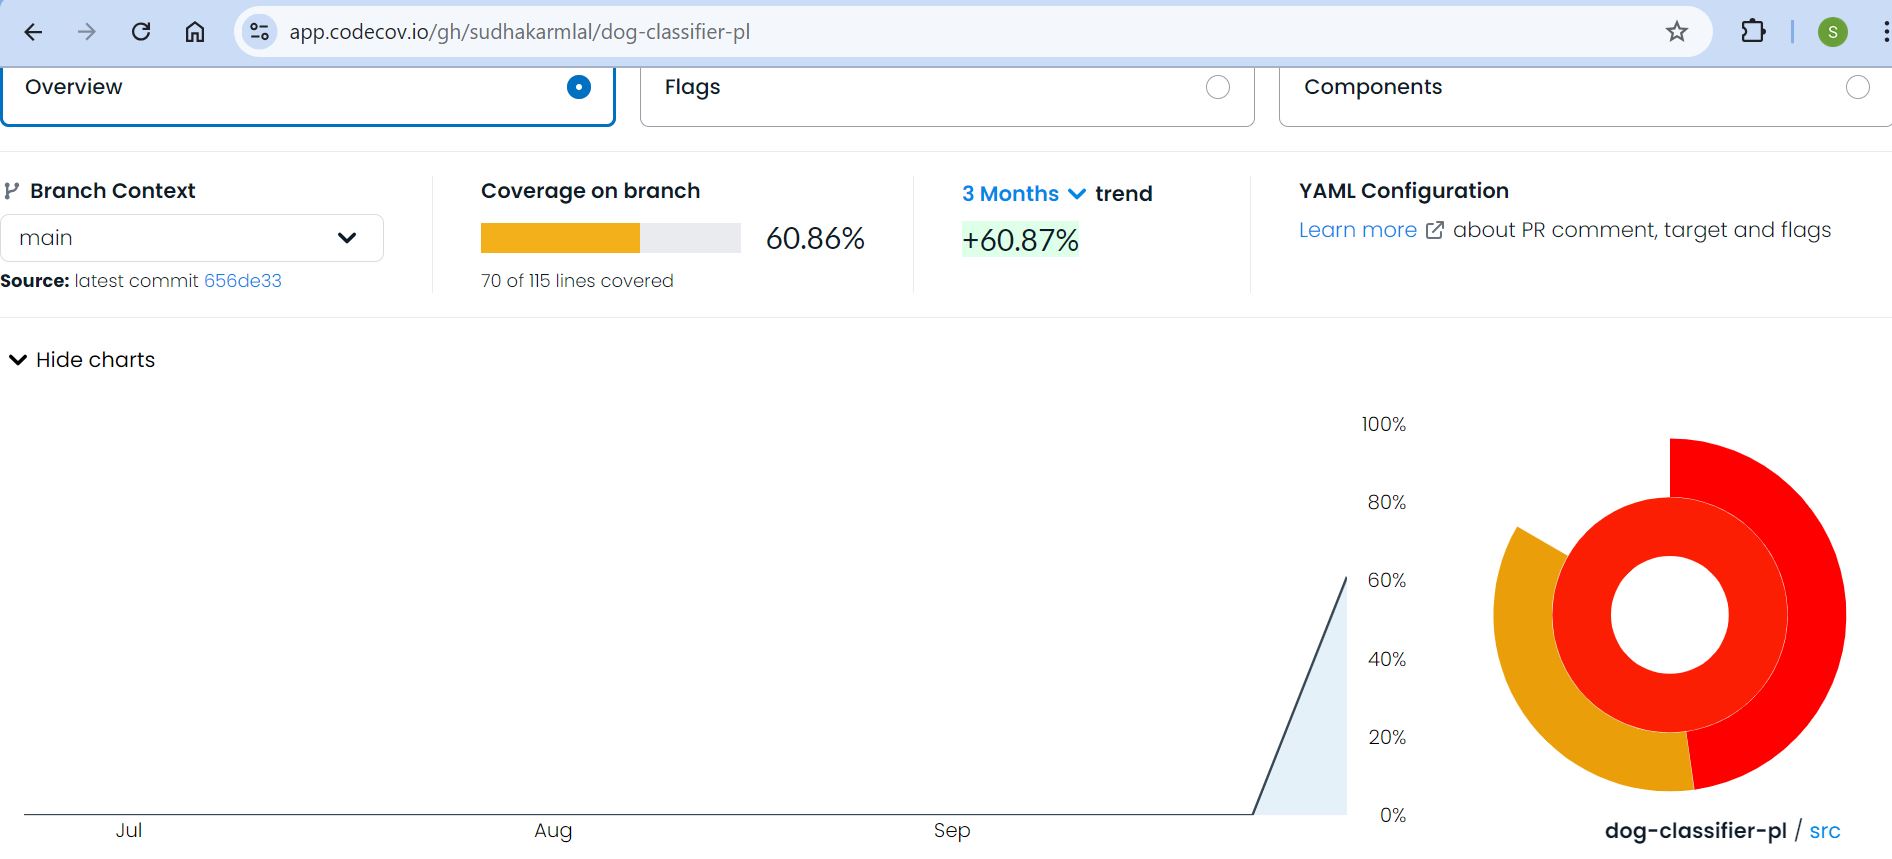 app.codecov.io/gh/sudhakarmlal/dog-classifier-pl
S
Overview
Flags
Components
Branch Context
main
Source: latest commit 656de33
Coverage on branch
60.86%
70 of 115 lines covered
3 Months trend
+60.87%
YAML Configuration
Learn more about PR comment, target and flags
Hide charts
100%
80%
60%
40%
20%
0%
Jul
Aug
Sep
dog-classifier-pl / src